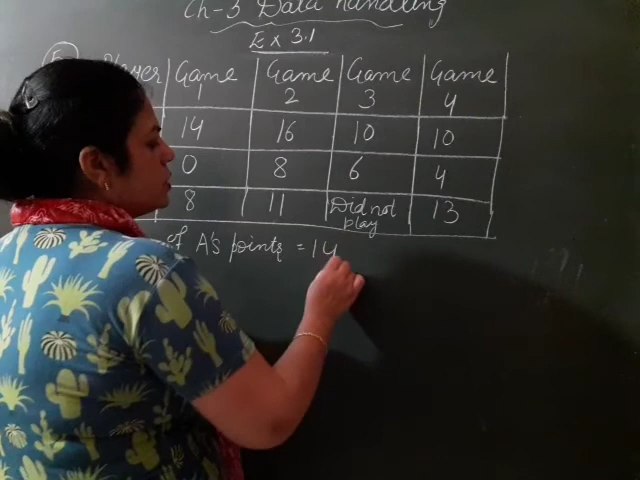 Ch-3 Data handling
Ex 3.1
Player Game 1 Game 2 Game 3 Game 4
14 16 10 10
0 8 6 4
8 11 Did not play 13
of A's points = 14